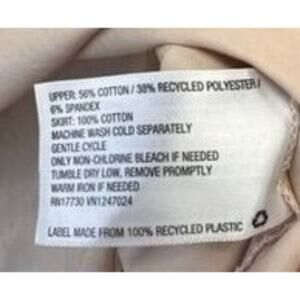 UPPER: 56% COTTON / 38% RECYCLED POLYESTER /
6% SPANDEX
SKIRT: 100% COTTON
MACHINE WASH COLD SEPARATELY
GENTLE CYCLE
ONLY NON-CHLORINE BLEACH IF NEEDED
TUMBLE DRY LOW, REMOVE PROMPTLY
WARM IRON IF NEEDED
RN17730 VN1247024
LABEL MADE FROM 100% RECYCLED PLASTIC